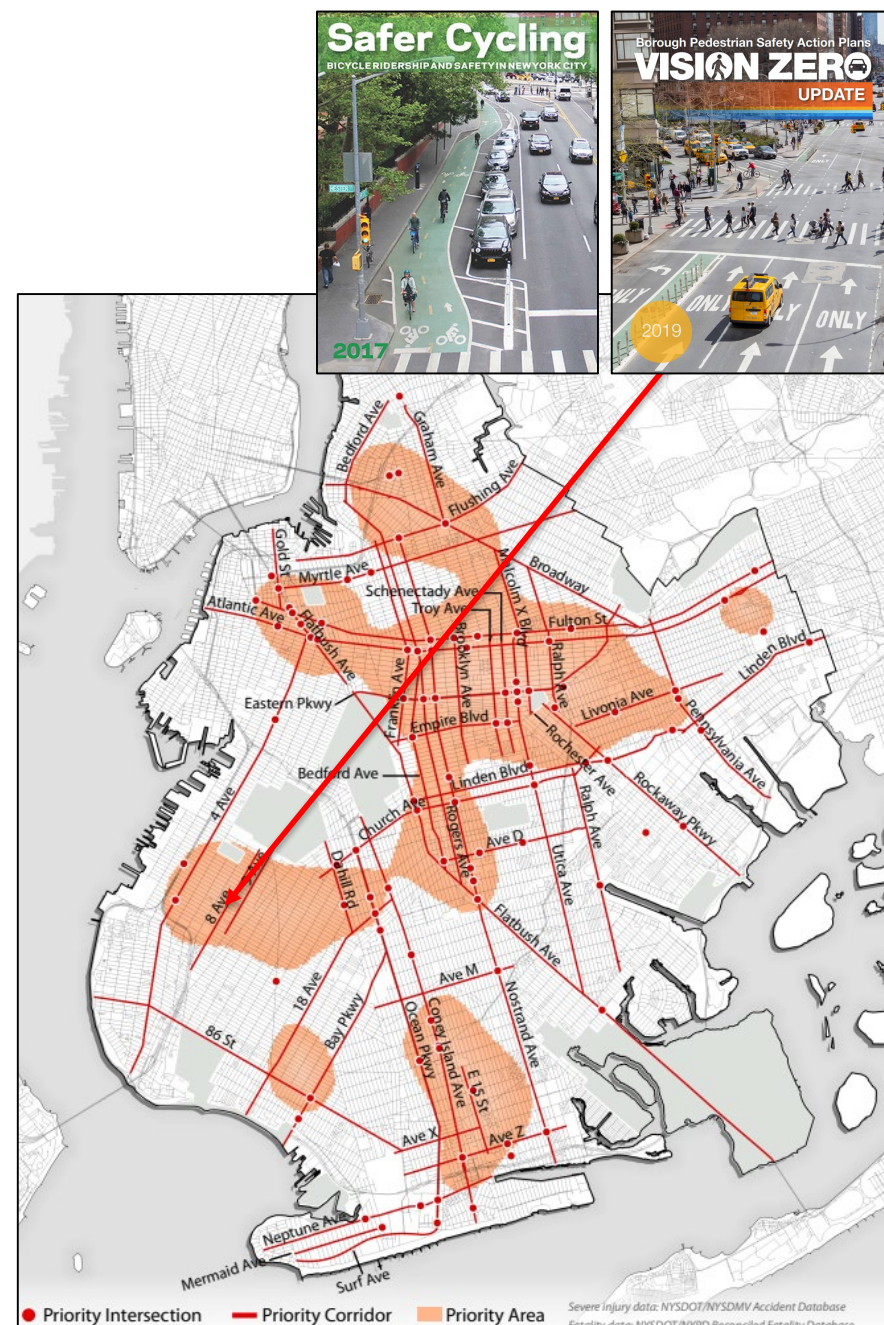 Safer Cycling
BICYCLE RIDERSHIP AND SAFETY IN NEW YORK CITY
2017
Borough Pedestrian Safety Action Plans
VISION ZERO
UPDATE
ONLY
ONLY
ONLY
2019
Bedford Ave
Graham Ave
Flushing Ave
Gold St
Myrtle Ave
Broadway
Malcolm X Blvd
Schenectady Ave
Troy Ave
Atlantic Ave
Flatbush Ave
Brooklyn Ave
Fulton St
Ralph Ave
Linden Blvd
Franklin Ave
Eastern Pkwy
Livonia Ave
Empire Blvd
Pennsylvania Ave
Rochester Ave
Bedford Ave
Linden Blvd
Rockaway Pkwy
4 Ave
Church Ave
Rogers Ave
Ralph Ave
Ave D
Utica Ave
Dahill Rd
8 Ave
Flatbush Ave
18 Ave
Bay Pkwy
Ave M
Nostrand Ave
86 St
Ocean Pkwy
Coney Island Ave
E 15 St
Ave X
Ave Z
Neptune Ave
Mermaid Ave
Surf Ave
Priority Intersection
Priority Corridor
Priority Area
Severe injury data: NYSDOT/NYSDMV Accident Database